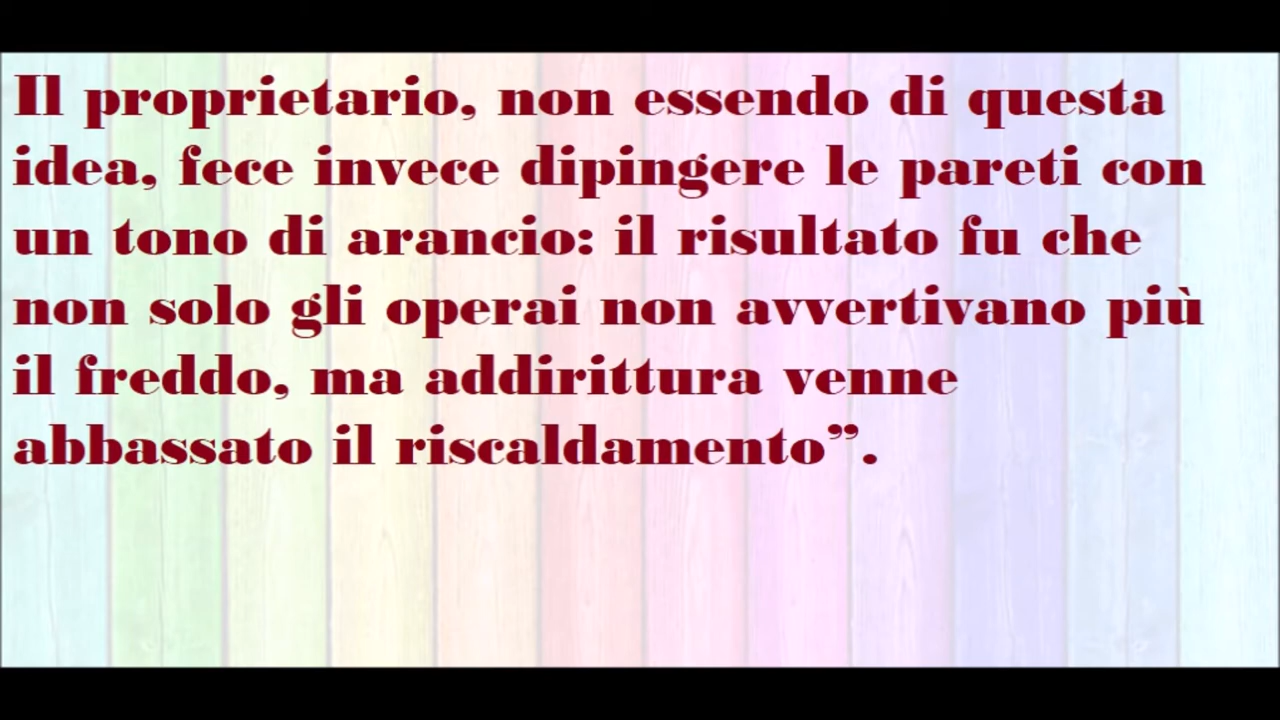 Il proprietario, non essendo di questa
idea, fece invece dipingere le pareti con
un tono di arancio: il risultato fu che
non solo gli operai non avvertivano più
il freddo, ma addirittura venne
abbassato il riscaldamento”.